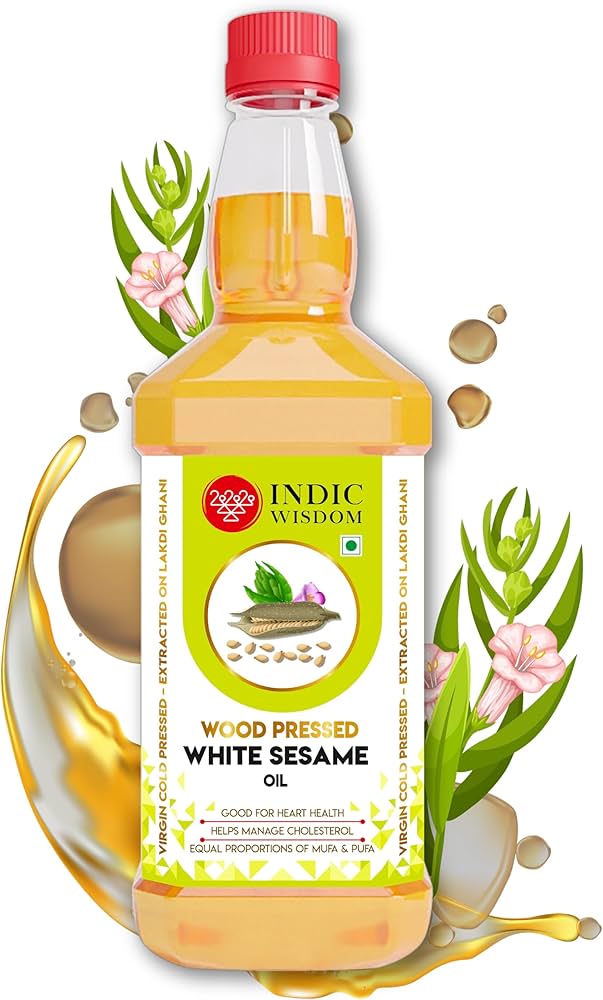 INDIC
WISDOM
WOOD PRESSED
WHITE SESAME
OIL
GOOD FOR HEART HEALTH
HELPS MANAGE CHOLESTEROL
EQUAL PROPORTIONS OF MUFA & PUFA
VIRGIN COLD PRESSED – EXTRACTED ON LAKDI GHANI
VIRGIN COLD PRESSED – EXTRACTED ON LAKDI GHANI